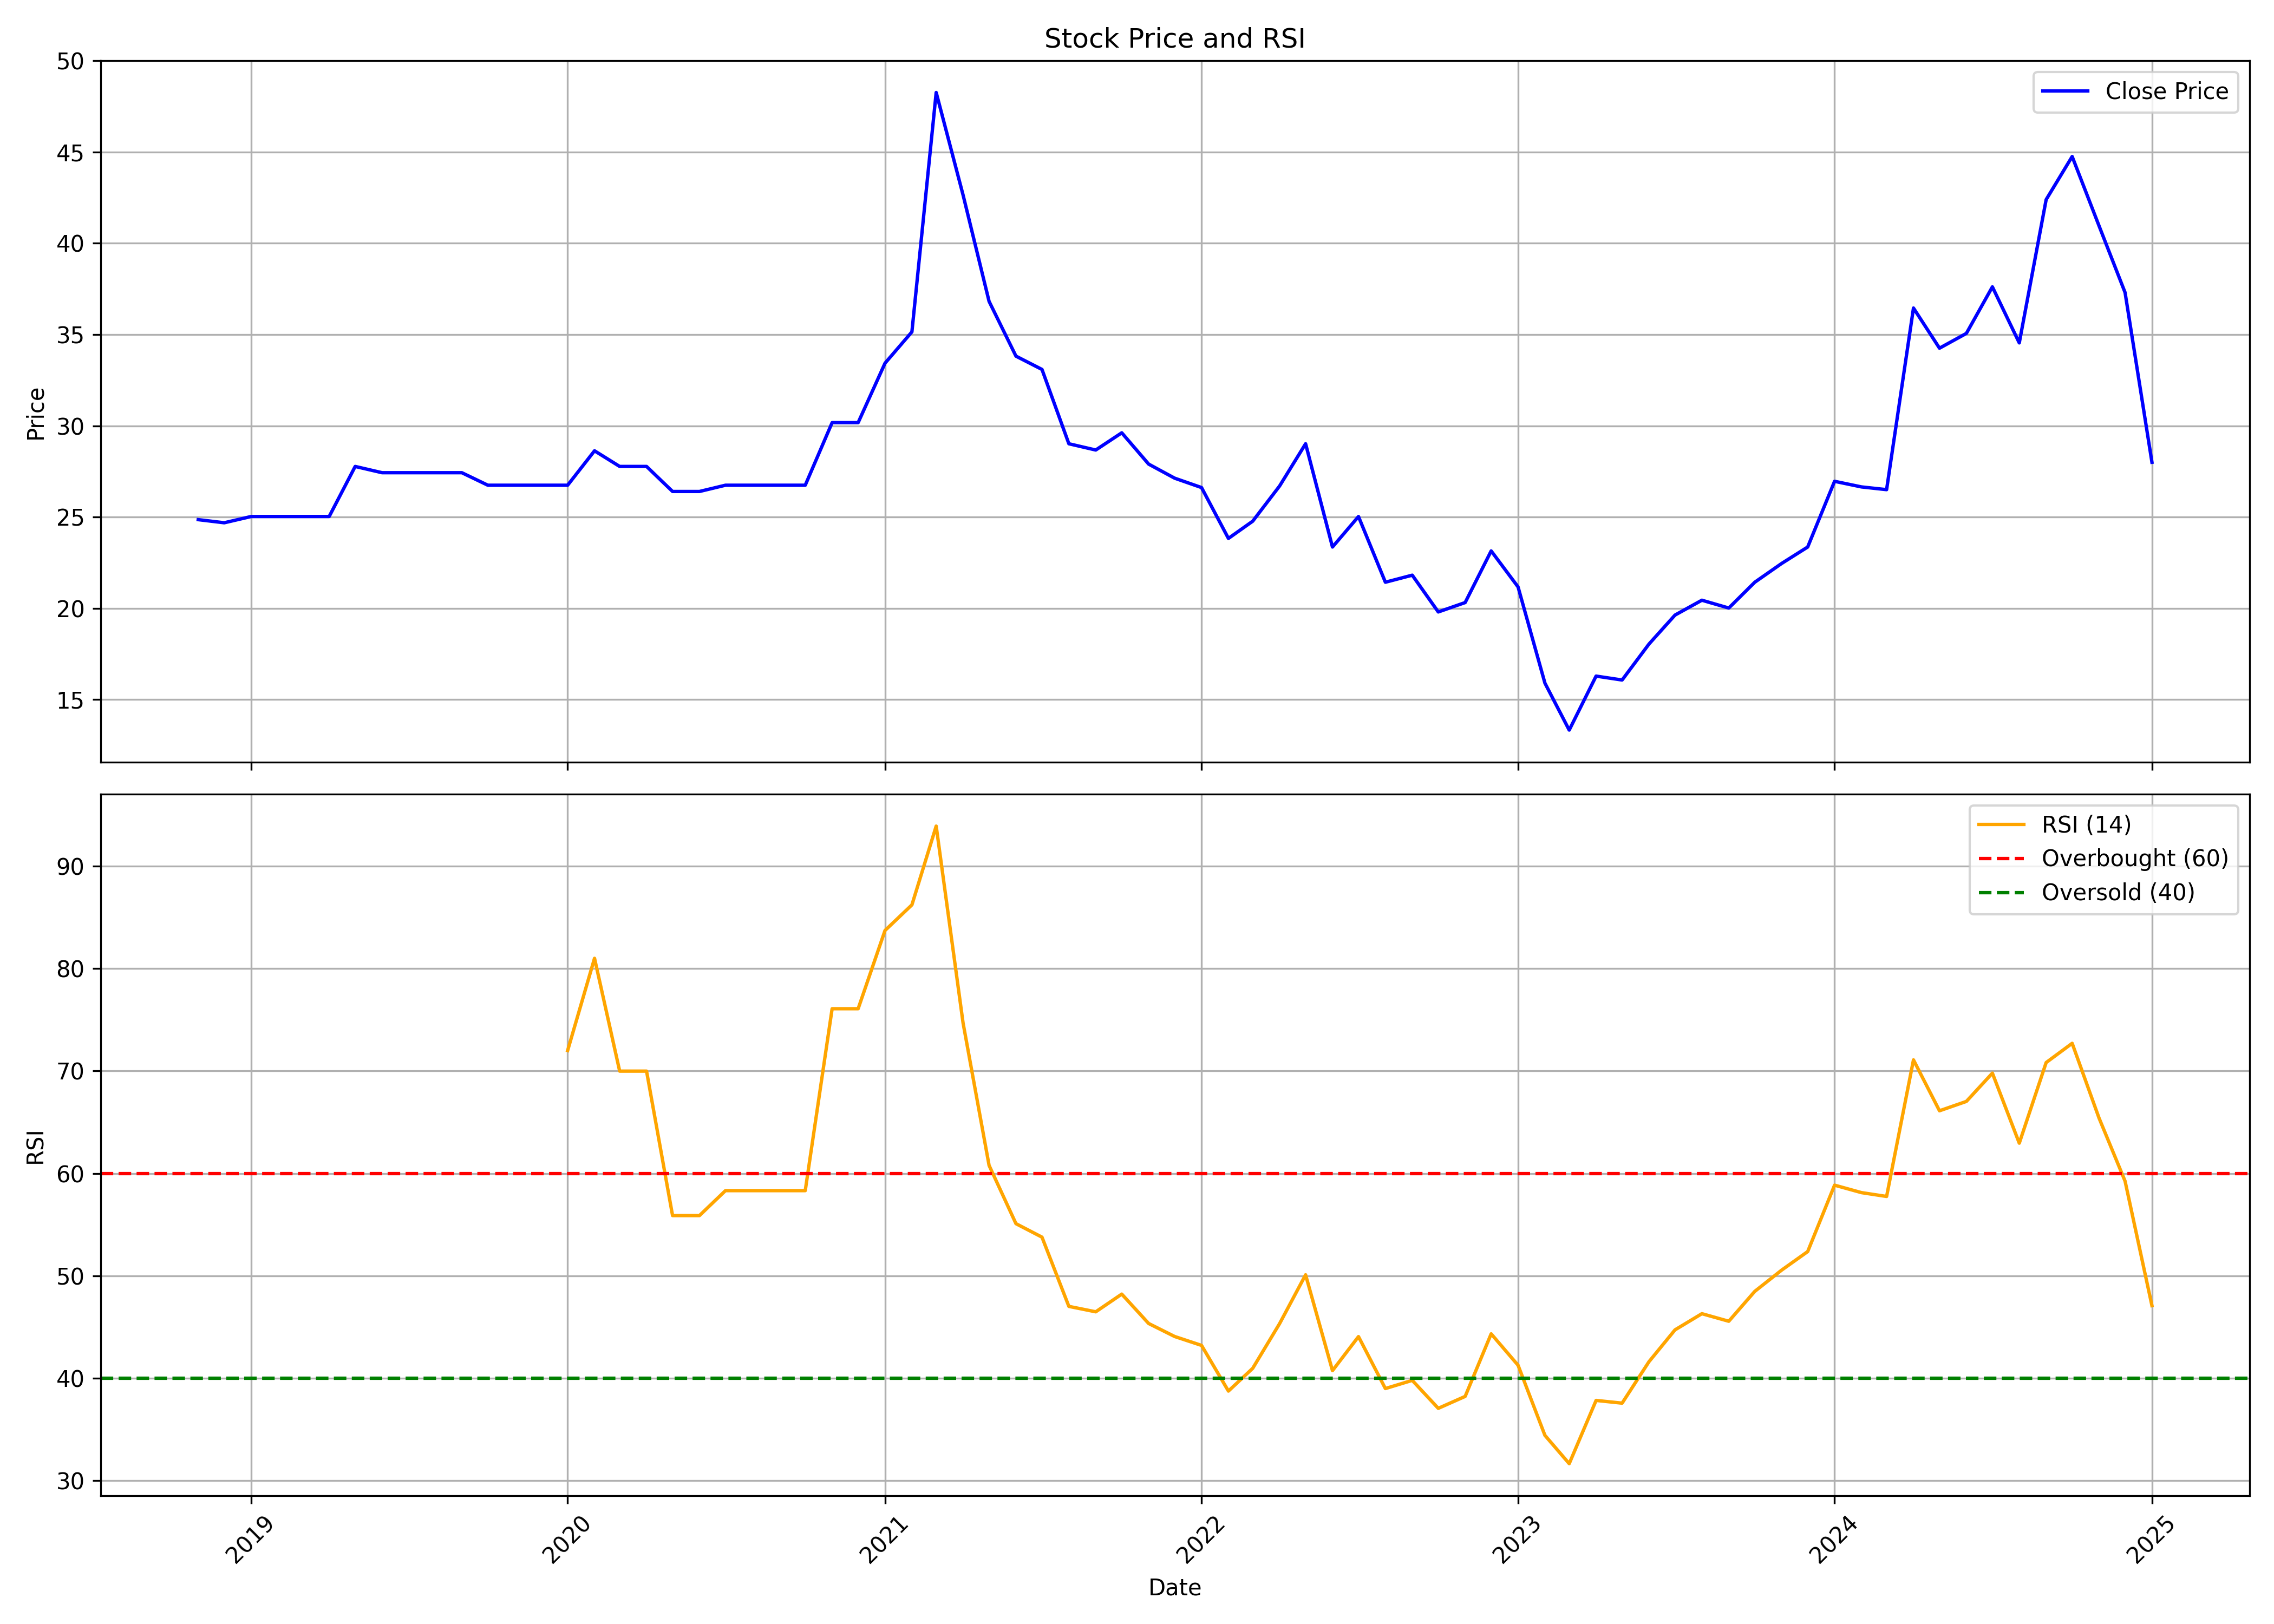 Stock Price and RSI
50
45
40
35
30
25
20
15
Price
Close Price
90
80
70
60
50
40
30
RSI
RSI (14)
Overbought (60)
Oversold (40)
2019
2020
2021
2022
2023
2024
2025
Date